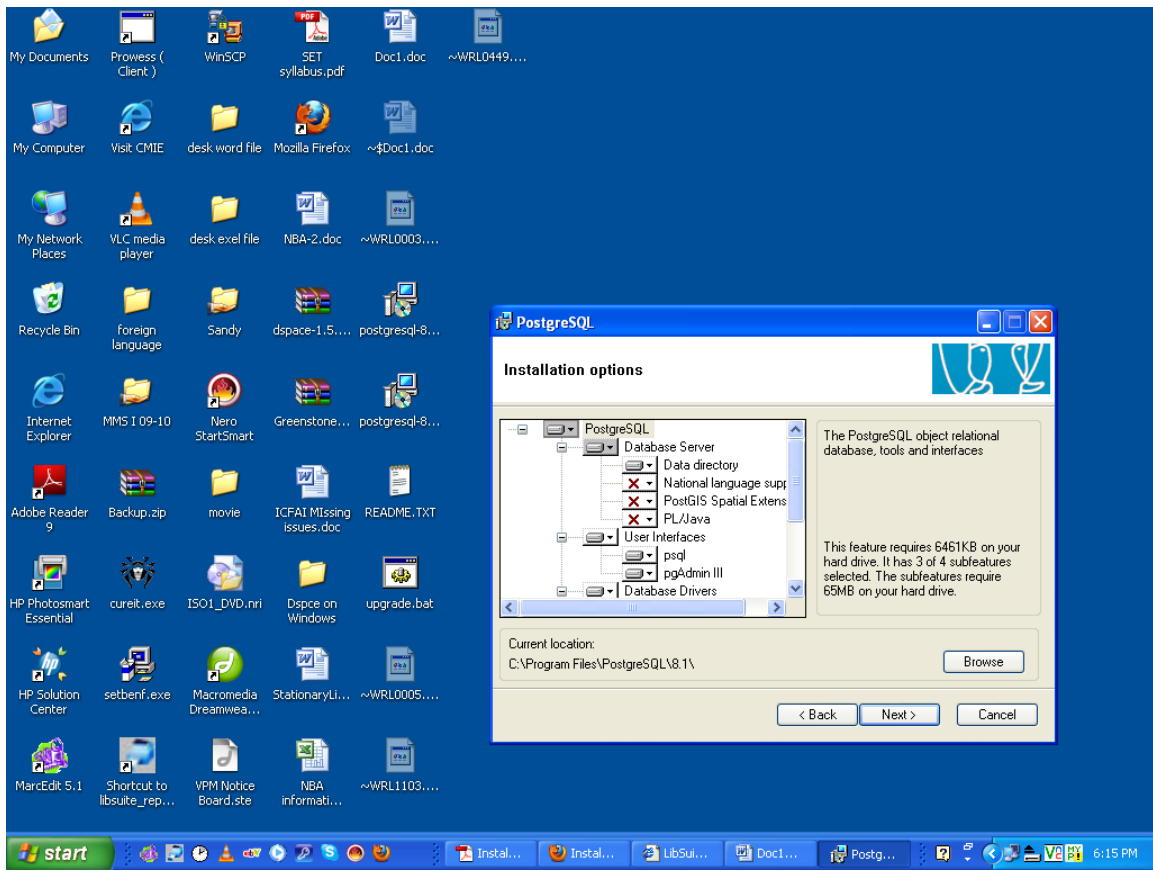 My Documents
Prowess ( Client )
WinSCP
SET syllabus.pdf
Doc1.doc
~WRL0449....
My Computer
Visit CMIE
desk word file
Mozilla Firefox
~$Doc1.doc
My Network Places
VLC media player
desk exel file
NBA-2.doc
~WRL0003....
Recycle Bin
foreign language
Sandy
dspace-1.5....
postgresql-8...
Internet Explorer
MMS I 09-10
Nero StartSmart
Greenstone...
postgresql-8...
Adobe Reader 9
Backup.zip
movie
ICFAI MIssing issues.doc
README.TXT
HP Photosmart Essential
cureit.exe
ISO1_DVD.nri
Dspce on Windows
upgrade.bat
HP Solution Center
setbenf.exe
Macromedia Dreamwea...
StationaryLi...
~WRL0005....
MarcEdit 5.1
Shortcut to libsuite_rep...
VPM Notice Board.ste
NBA informati...
~WRL1103....
PostgreSQL
Installation options
PostgreSQL
Database Server
Data directory
National language supp
PostGIS Spatial Extens
PL/Java
User Interfaces
psql
pgAdmin III
Database Drivers
The PostgreSQL object relational
database, tools and interfaces
This feature requires 6461KB on your
hard drive. It has 3 of 4 subfeatures
selected. The subfeatures require
65MB on your hard drive.
Current location:
C:\Program Files\PostgreSQL\8.1\
Browse
< Back
Next >
Cancel
start
Instal...
Instal...
LibSui...
Doc1...
Postg...
6:15 PM